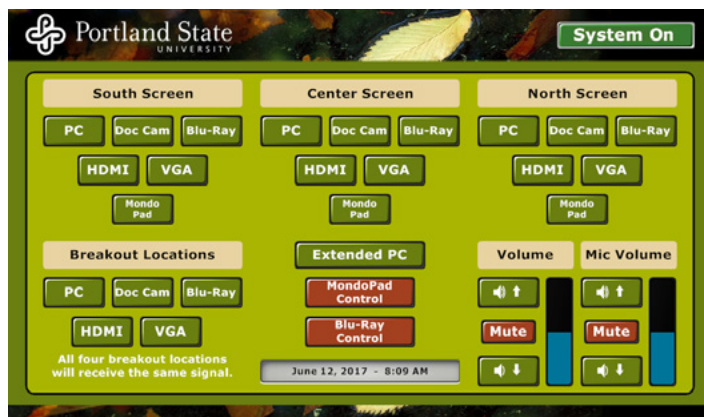 Portland State
UNIVERSITY
System On
South Screen
PC
Doc Cam
Blu-Ray
HDMI
VGA
Mondo
Pad
Center Screen
PC
Doc Cam
Blu-Ray
HDMI
VGA
Mondo
Pad
North Screen
PC
Doc Cam
Blu-Ray
HDMI
VGA
Mondo
Pad
Breakout Locations
PC
Doc Cam
Blu-Ray
HDMI
VGA
All four breakout locations
will receive the same signal.
Extended PC
MondoPad
Control
Blu-Ray
Control
June 12, 2017 - 8:09 AM
Volume
Mute
Mic Volume
Mute